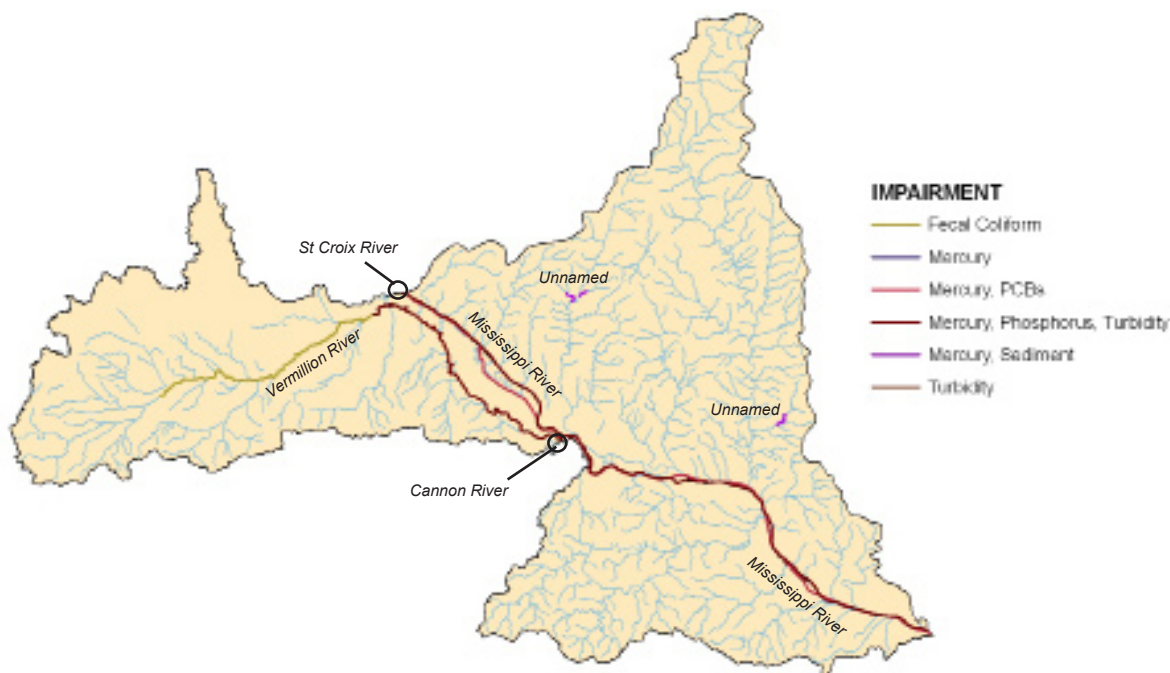 IMPAIRMENT
Fecal Coliform
Mercury
Mercury, PCBs
Mercury, Phosphorus, Turbidity
Mercury, Sediment
Turbidity
St Croix River
Unnamed
Mississippi River
Vermillion River
Unnamed
Cannon River
Mississippi River